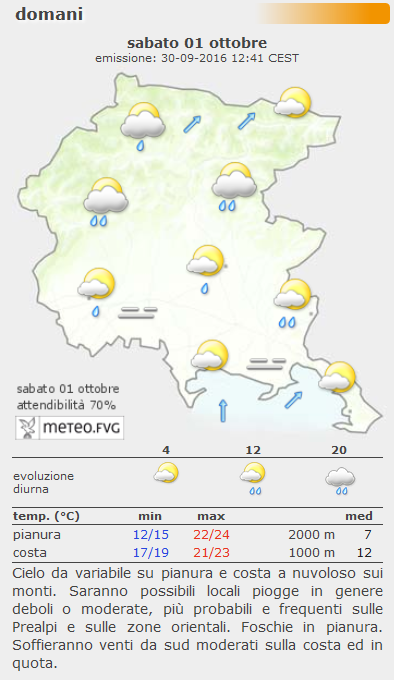 domani
sabato 01 ottobre
emissione: 30-09-2016 12:41 CEST
sabato 01 ottobre
attendibilità 70%
meteo.FVG
4 12 20
evoluzione
diurna
temp. (°C) min max med
pianura 12/15 22/24 2000 m 7
costa 17/19 21/23 1000 m 12
Cielo da variabile su pianura e costa a nuvoloso sui
monti. Saranno possibili locali piogge in genere
deboli o moderate, più probabili e frequenti sulle
Prealpi e sulle zone orientali. Foschie in pianura.
Soffieranno venti da sud moderati sulla costa ed in
quota.